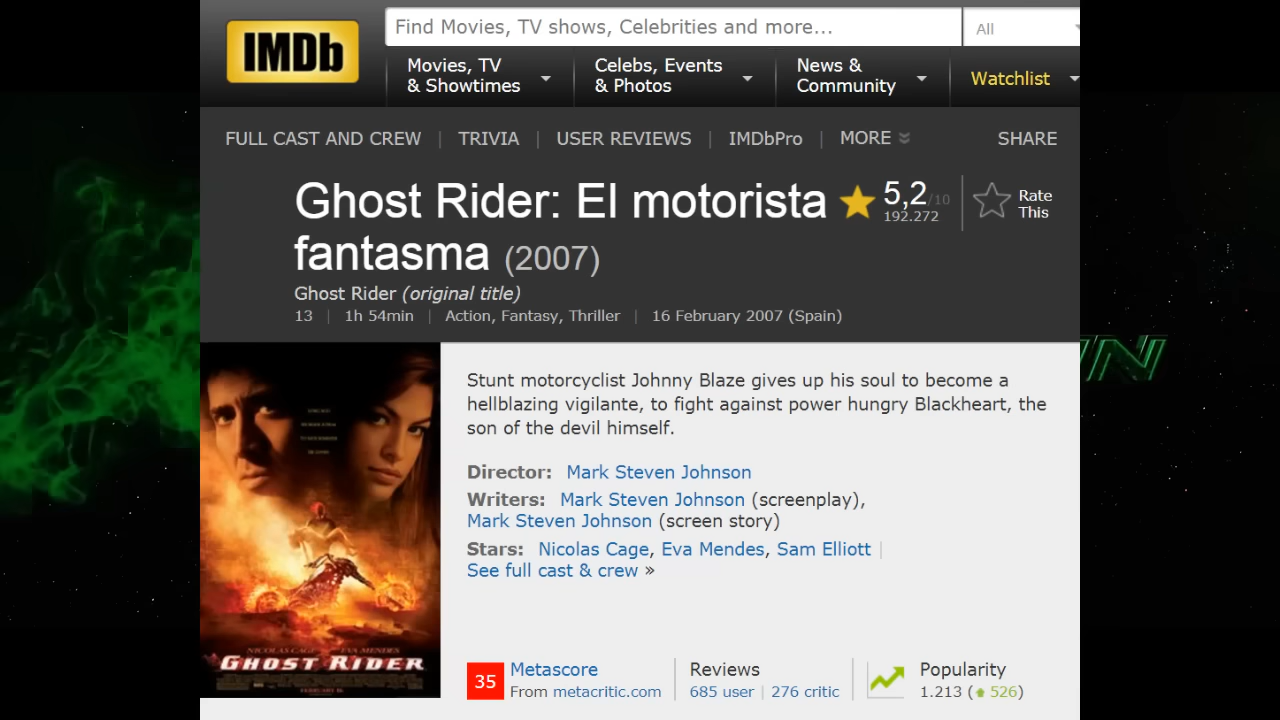 IMDb
Find Movies, TV shows, Celebrities and more...
All
Movies, TV
& Showtimes
Celebs, Events
& Photos
News &
Community
Watchlist
FULL CAST AND CREW | TRIVIA | USER REVIEWS | IMDbPro | MORE
SHARE
Ghost Rider: El motorista
fantasma (2007)
5,2/10
192.272
Rate
This
Ghost Rider (original title)
13 | 1h 54min | Action, Fantasy, Thriller | 16 February 2007 (Spain)
Stunt motorcyclist Johnny Blaze gives up his soul to become a
hellblazing vigilante, to fight against power hungry Blackheart, the
son of the devil himself.
Director: Mark Steven Johnson
Writers: Mark Steven Johnson (screenplay),
Mark Steven Johnson (screen story)
Stars: Nicolas Cage, Eva Mendes, Sam Elliott |
See full cast & crew »
NICOLAS CAGE EVA MENDES
GHOST RIDER
35
Metascore
From metacritic.com
Reviews
685 user | 276 critic
Popularity
1.213 (526)